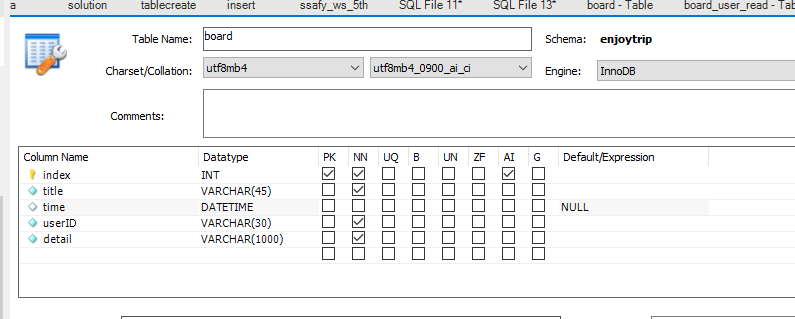 a solution tablecreate insert ssafy_ws_5th SQL File 11* SQL File 13* board - Table board_user_read - Tab
Table Name: board Schema: enjoytrip
Charset/Collation: utf8mb4 utf8mb4_0900_ai_ci Engine: InnoDB
Comments:
Column Name Datatype PK NN UQ B UN ZF AI G Default/Expression
index INT
title VARCHAR(45)
time DATETIME NULL
userID VARCHAR(30)
detail VARCHAR(1000)